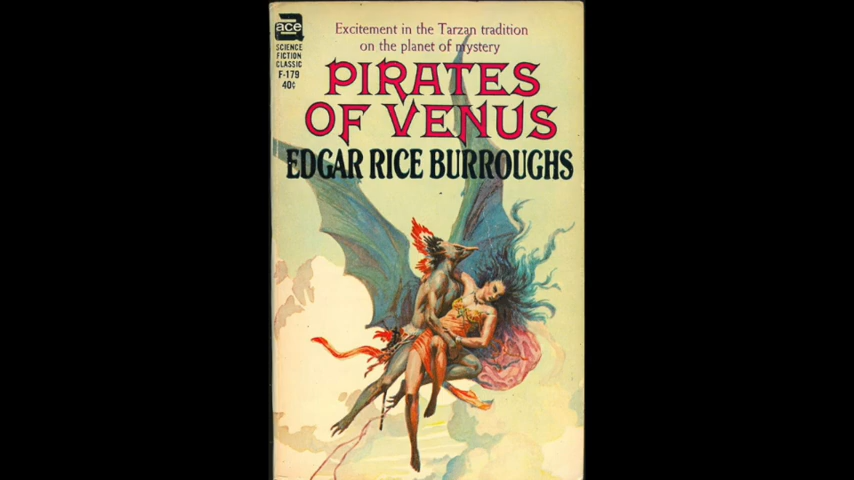 ace
SCIENCE
FICTION
CLASSIC
F-179
40¢
Excitement in the Tarzan tradition
on the planet of mystery
PIRATES
OF VENUS
EDGAR RICE BURROUGHS